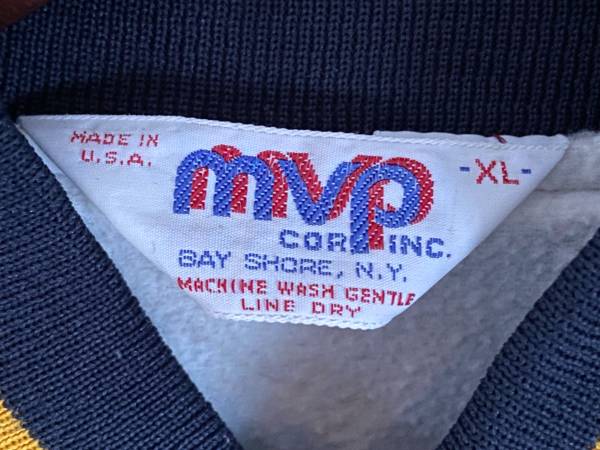 MADE IN
U.S.A.
mvp
-XL-
CORP INC.
BAY SHORE, N.Y.
MACHINE WASH GENTLE
LINE DRY